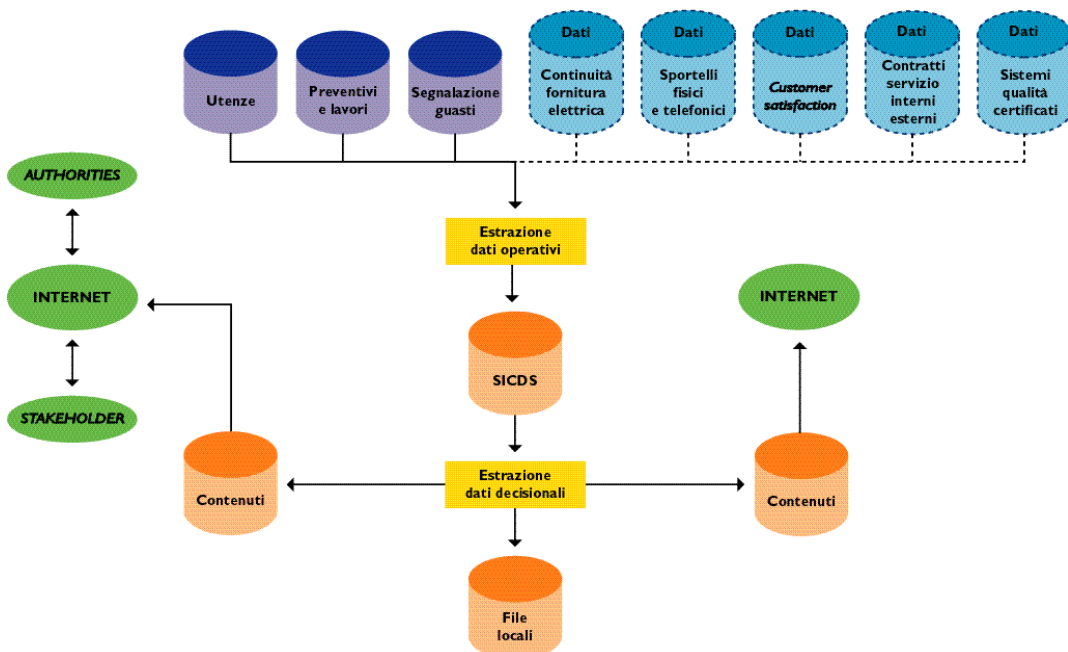 Utenze
Preventivi
e lavori
Segnalazione
guasti
Dati
Continuità
fornitura
elettrica
Dati
Sportelli
fisici
e telefonici
Dati
Customer
satisfaction
Dati
Contratti
servizio
interni
esterni
Dati
Sistemi
qualità
certificati
AUTHORITIES
INTERNET
STAKEHOLDER
Estrazione
dati operativi
INTERNET
SICDS
Contenuti
Estrazione
dati decisionali
Contenuti
File
locali